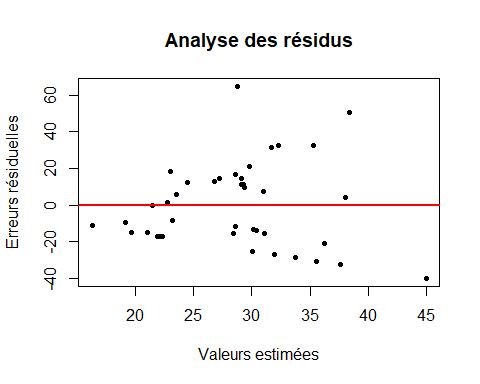 Analyse des résidus
Erreurs résiduelles
60
40
20
0
-20
-40
20 25 30 35 40 45
Valeurs estimées